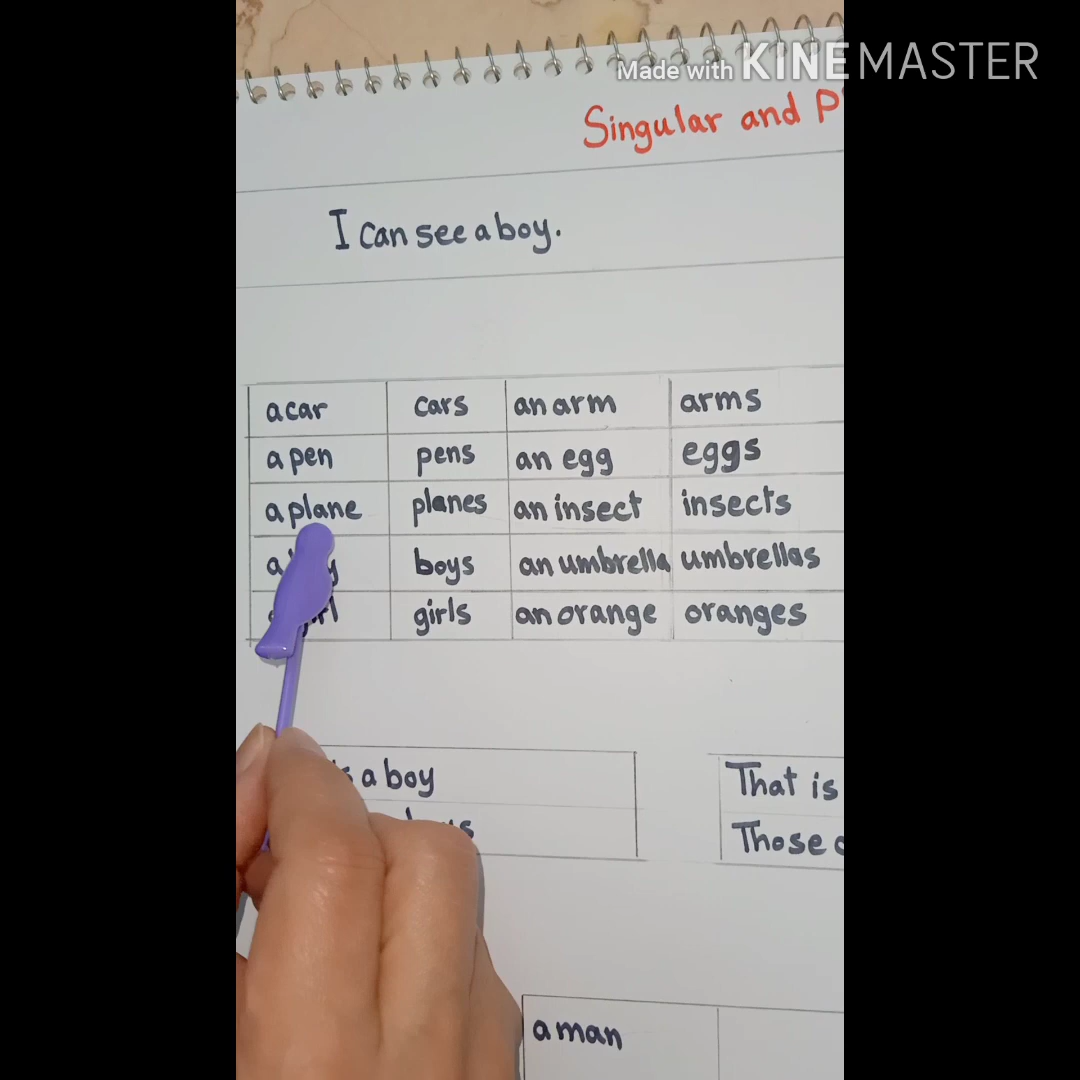 Made with KINEMASTER
Singular and P
I can see a boy.
a car cars an arm arms
a pen pens an egg eggs
a plane planes an insect insects
a boys an umbrella umbrellas
girls an orange oranges
a boy
That is
Those
a man